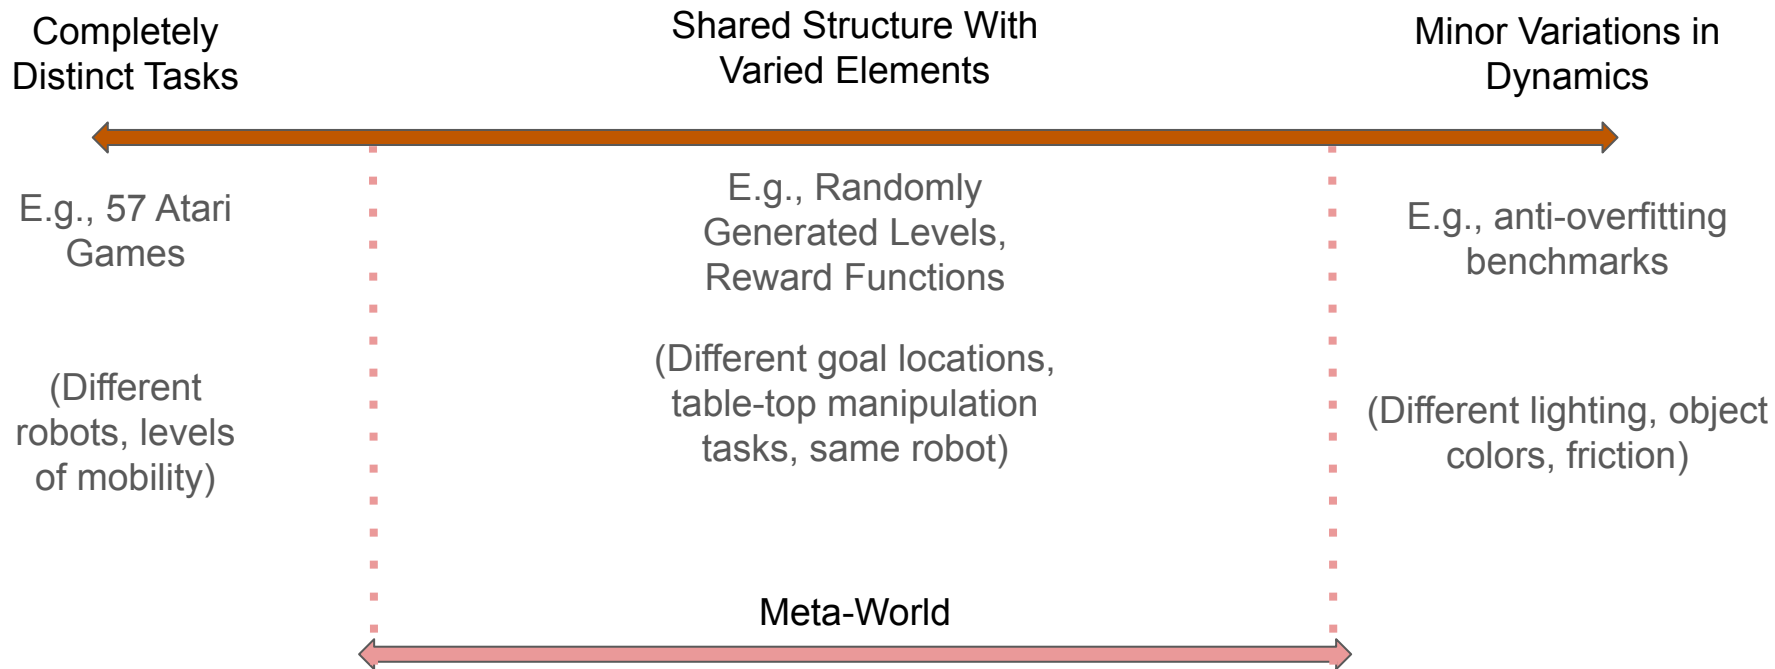 Completely
Distinct Tasks
Shared Structure With
Varied Elements
Minor Variations in
Dynamics
E.g., 57 Atari
Games
E.g., Randomly
Generated Levels,
Reward Functions
E.g., anti-overfitting
benchmarks
(Different
robots, levels
of mobility)
(Different goal locations,
table-top manipulation
tasks, same robot)
(Different lighting, object
colors, friction)
Meta-World